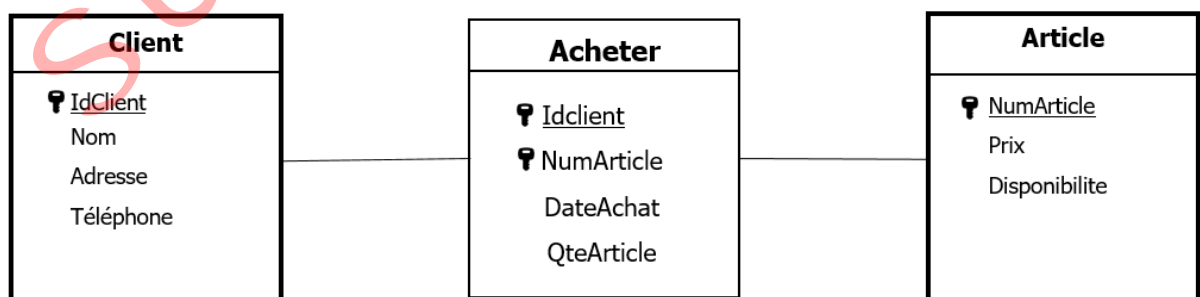 Client
IdClient
Nom
Adresse
Téléphone
Acheter
Idclient
NumArticle
DateAchat
QteArticle
Article
NumArticle
Prix
Disponibilite